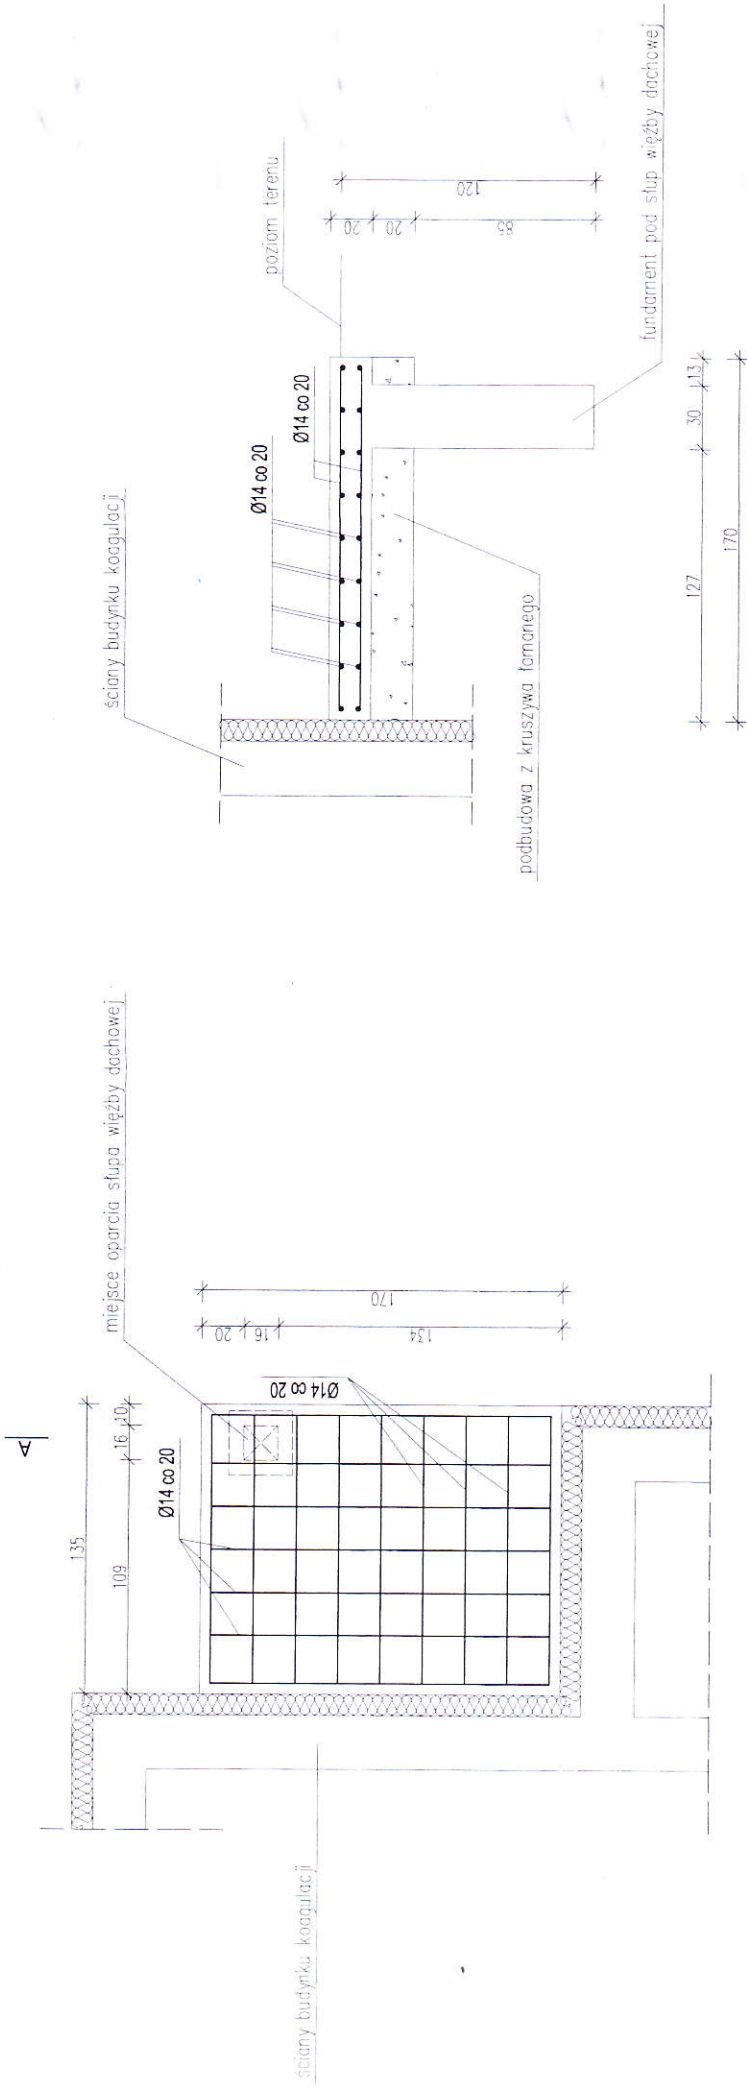 A
135
109
16
10
Ø14 co 20
Ø14 co 20
20
16
134
170
miejsce oparcia słupa więźby dachowej
ściany budynku koagulacji
ściany budynku koagulacji
Ø14 co 20
Ø14 co 20
poziom terenu
20
20
85
120
podbudowa z kruszywa łamanego
fundament pod słup więźby dachowej
127
30
13
170